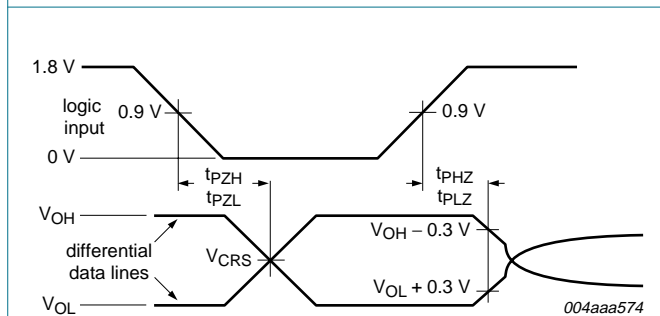 1.8 V
logic
input
0.9 V
0.9 V
0 V
tPZH
tPZL
tPHZ
tPLZ
VOH
VOH – 0.3 V
differential
data lines
VCRS
VOL + 0.3 V
VOL
004aaa574